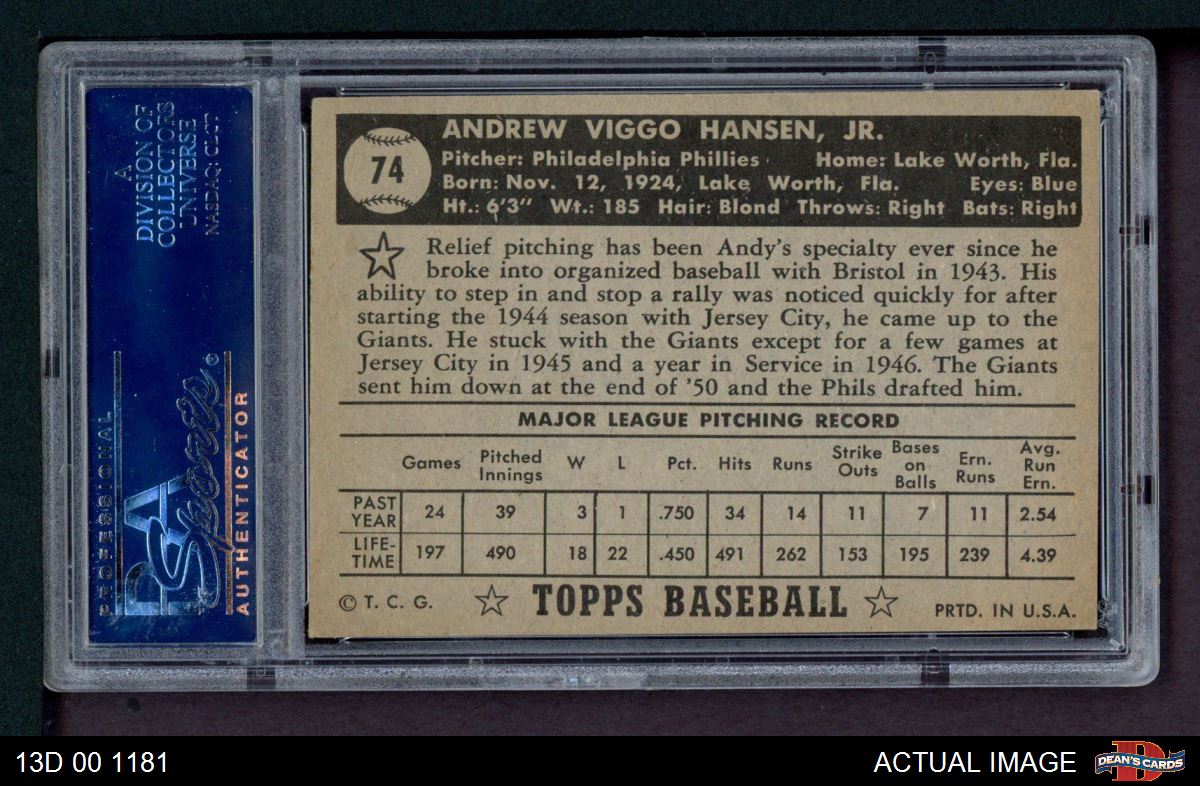 A
DIVISION OF
COLLECTORS
UNIVERSE
NASDAQ: CLCT
PROFESSIONAL
PSA
Sports ®
AUTHENTICATOR
74
ANDREW VIGGO HANSEN, JR.
Pitcher: Philadelphia Phillies Home: Lake Worth, Fla.
Born: Nov. 12, 1924, Lake Worth, Fla. Eyes: Blue
Ht.: 6'3" Wt.: 185 Hair: Blond Throws: Right Bats: Right
Relief pitching has been Andy's specialty ever since he
broke into organized baseball with Bristol in 1943. His
ability to step in and stop a rally was noticed quickly for after
starting the 1944 season with Jersey City, he came up to the
Giants. He stuck with the Giants except for a few games at
Jersey City in 1945 and a year in Service in 1946. The Giants
sent him down at the end of '50 and the Phils drafted him.
MAJOR LEAGUE PITCHING RECORD
Games Pitched Innings W L Pct. Hits Runs Strike Outs Bases on Balls Ern. Runs Avg. Run Ern.
PAST YEAR 24 39 3 1 .750 34 14 11 7 11 2.54
LIFE-TIME 197 490 18 22 .450 491 262 153 195 239 4.39
© T. C. G. ☆ TOPPS BASEBALL ☆ PRTD. IN U.S.A.
13D 00 1181 ACTUAL IMAGE D DEAN'S CARDS